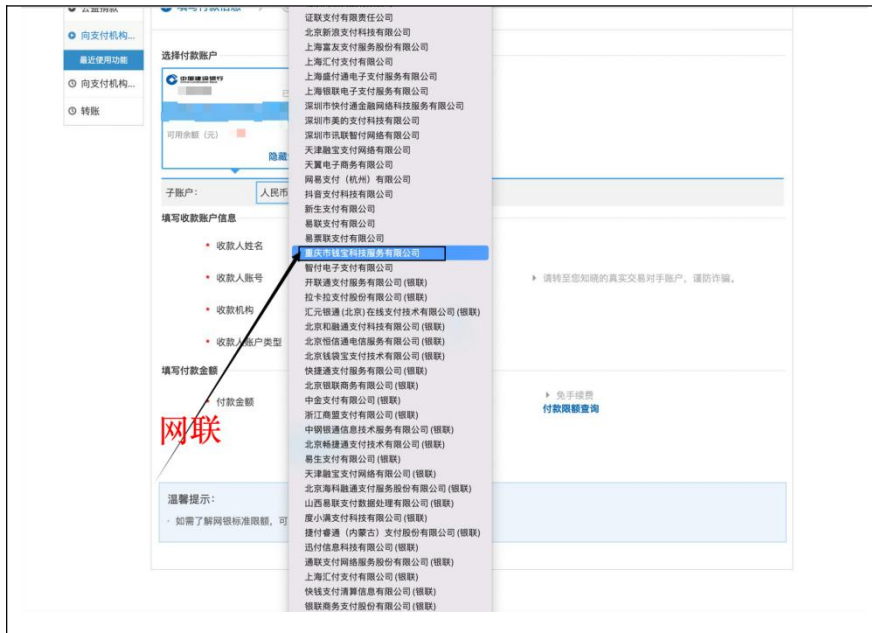 公益捐款
填写付款信息
向支付机构...
最近使用功能
向支付机构...
转账
选择付款账户
中国建设银行
可用余额（元）
隐藏
子账户：
人民币
填写收款账户信息
• 收款人姓名
• 收款人账号
• 收款机构
• 收款人账户类型
填写付款金额
• 付款金额
网联
温馨提示：
· 如需了解网银标准限额，可
证联支付有限责任公司
北京新浪支付科技有限公司
上海富友支付服务股份有限公司
上海汇付支付有限公司
上海盛付通电子支付服务有限公司
上海银联电子支付服务有限公司
深圳市快付通金融网络科技服务有限公司
深圳市美的支付科技有限公司
深圳市讯联智付网络有限公司
天津融宝支付网络有限公司
天翼电子商务有限公司
网易支付（杭州）有限公司
抖音支付科技有限公司
新生支付有限公司
易联支付有限公司
易票联支付有限公司
重庆市钱宝科技服务有限公司
智付电子支付有限公司
开联通支付服务有限公司(银联)
拉卡拉支付股份有限公司(银联)
汇元银通(北京)在线支付技术有限公司(银联)
北京和融通支付科技有限公司(银联)
北京恒信通电信服务有限公司(银联)
北京钱袋宝支付技术有限公司(银联)
快捷通支付服务有限公司(银联)
北京银联商务有限公司(银联)
中金支付有限公司(银联)
浙江商盟支付有限公司(银联)
中钢银通信息技术服务有限公司(银联)
北京畅捷通支付技术有限公司(银联)
易生支付有限公司(银联)
天津融宝支付网络有限公司(银联)
北京海科融通支付服务股份有限公司(银联)
山西易联支付数据处理有限公司(银联)
度小满支付科技有限公司(银联)
捷付睿通（内蒙古）支付股份有限公司(银联)
迅付信息科技有限公司(银联)
通联支付网络服务股份有限公司(银联)
上海汇付支付有限公司(银联)
快钱支付清算信息有限公司(银联)
银联商务支付股份有限公司(银联)
请转至您知晓的真实交易对手账户，谨防诈骗。
免手续费
付款限额查询